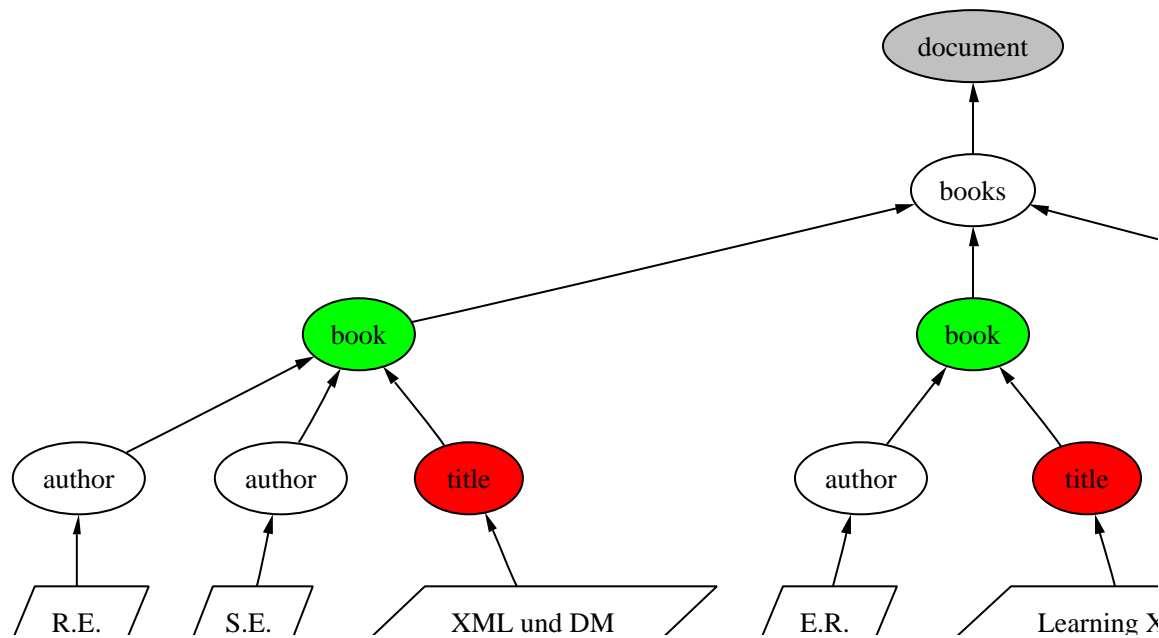 document
books
book book
author author title author title
R.E. S.E. XML und DM E.R. Learning X